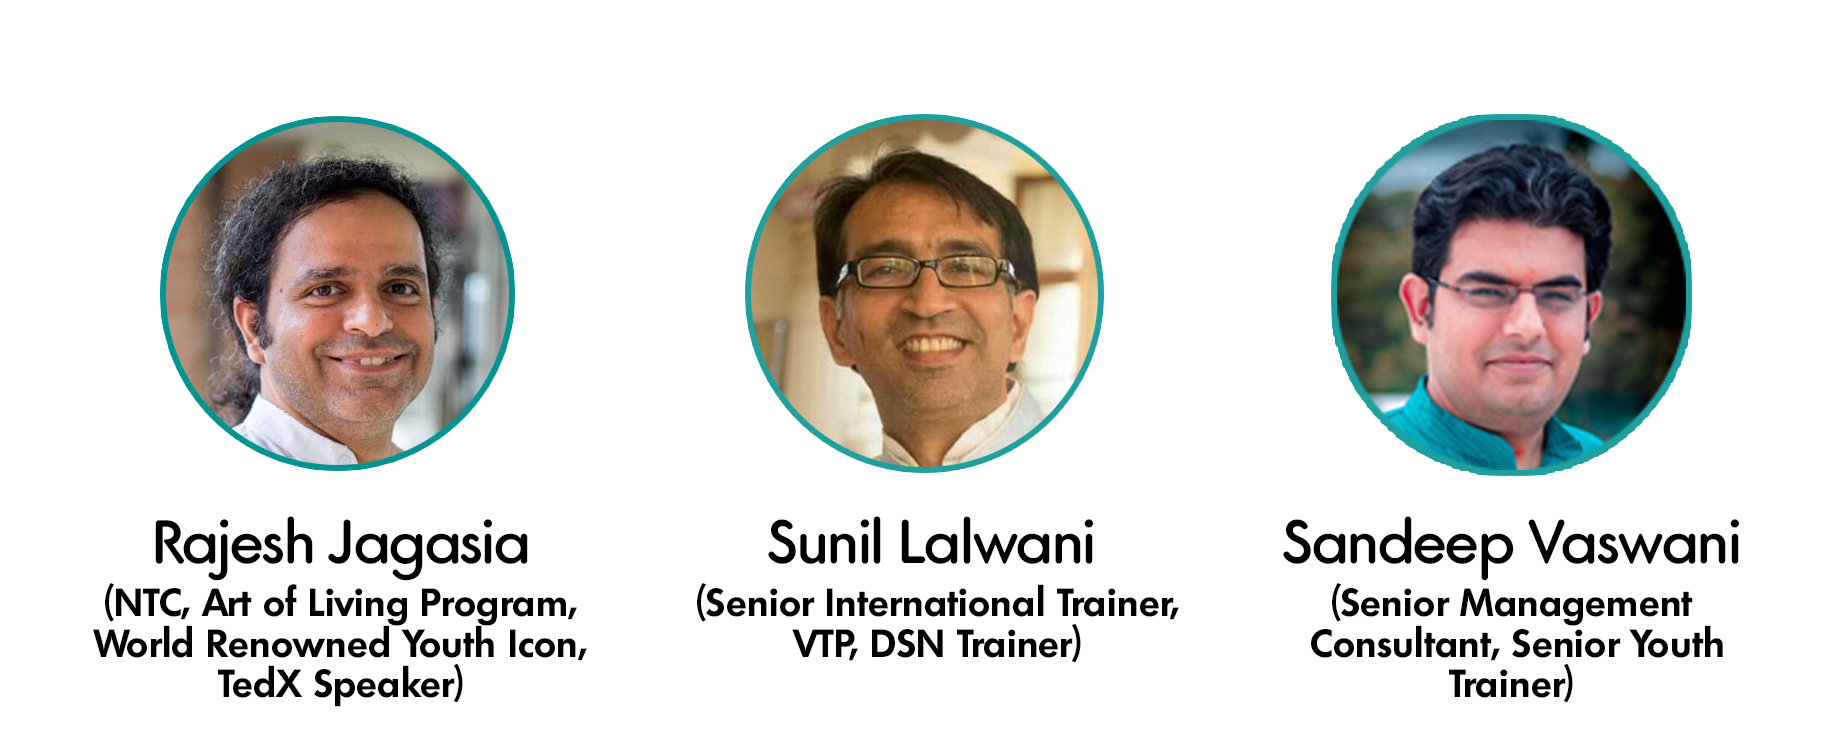 Rajesh Jagasia
(NTC, Art of Living Program,
World Renowned Youth Icon,
TedX Speaker)
Sunil Lalwani
(Senior International Trainer,
VTP, DSN Trainer)
Sandeep Vaswani
(Senior Management
Consultant, Senior Youth
Trainer)